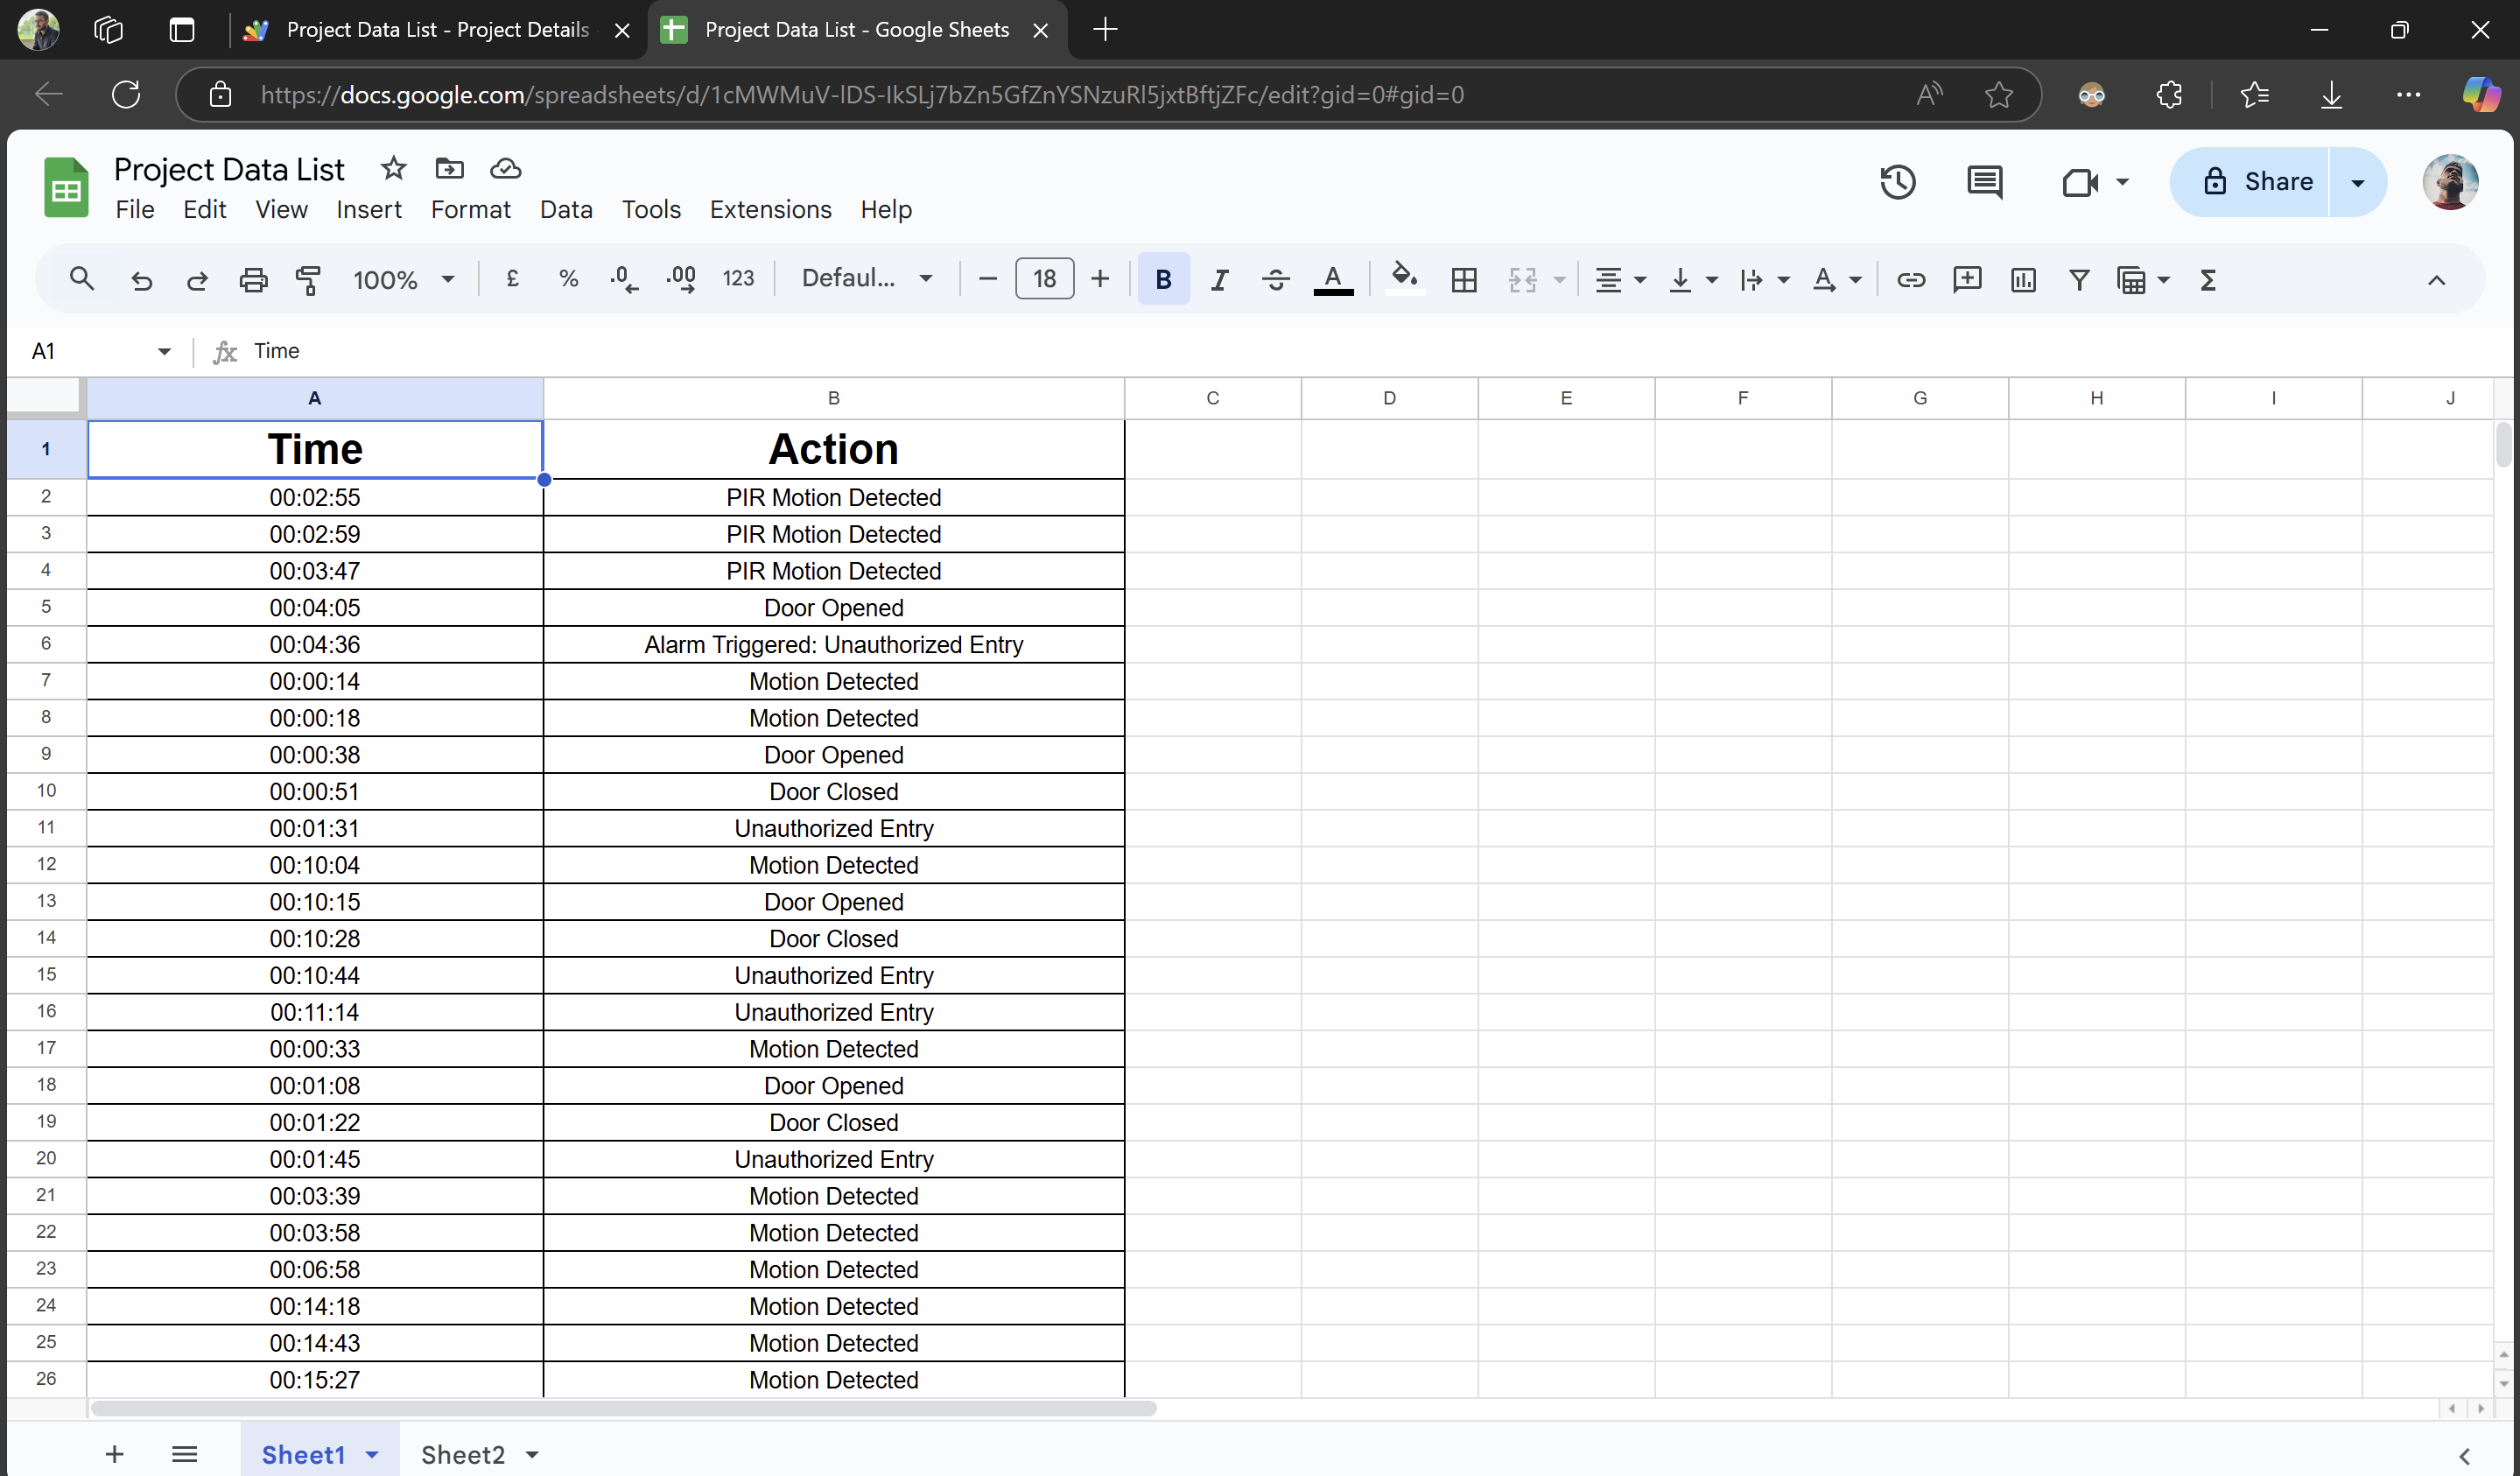 Project Data List - Project Details
Project Data List - Google Sheets
https://docs.google.com/spreadsheets/d/1cMWMuV-IDS-IkSLj7bZn5GfZnYSNzuRl5jxtBftjZFc/edit?gid=0#gid=0
Project Data List
File Edit View Insert Format Data Tools Extensions Help
Share
100% £ % .0 .00 123 Defaul... 18 B I A
A1 fx Time
A B C D E F G H I J
1 Time Action
2 00:02:55 PIR Motion Detected
3 00:02:59 PIR Motion Detected
4 00:03:47 PIR Motion Detected
5 00:04:05 Door Opened
6 00:04:36 Alarm Triggered: Unauthorized Entry
7 00:00:14 Motion Detected
8 00:00:18 Motion Detected
9 00:00:38 Door Opened
10 00:00:51 Door Closed
11 00:01:31 Unauthorized Entry
12 00:10:04 Motion Detected
13 00:10:15 Door Opened
14 00:10:28 Door Closed
15 00:10:44 Unauthorized Entry
16 00:11:14 Unauthorized Entry
17 00:00:33 Motion Detected
18 00:01:08 Door Opened
19 00:01:22 Door Closed
20 00:01:45 Unauthorized Entry
21 00:03:39 Motion Detected
22 00:03:58 Motion Detected
23 00:06:58 Motion Detected
24 00:14:18 Motion Detected
25 00:14:43 Motion Detected
26 00:15:27 Motion Detected
Sheet1 Sheet2